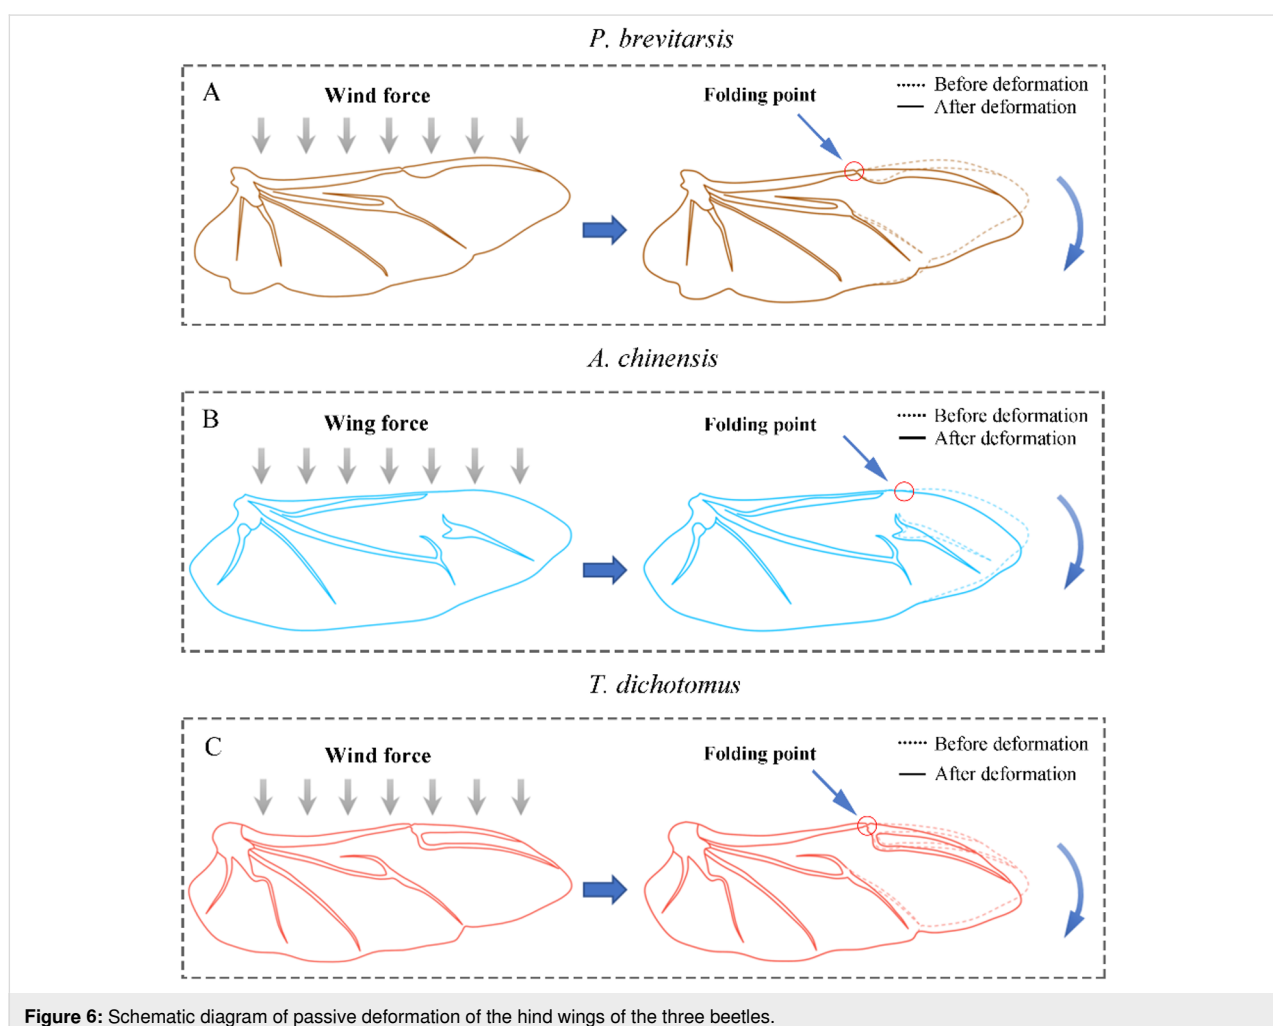 P. brevitarsis
A
Wind force
Folding point
Before deformation
After deformation
A. chinensis
B
Wing force
Folding point
Before deformation
After deformation
T. dichotomus
C
Wind force
Folding point
Before deformation
After deformation
Figure 6: Schematic diagram of passive deformation of the hind wings of the three beetles.